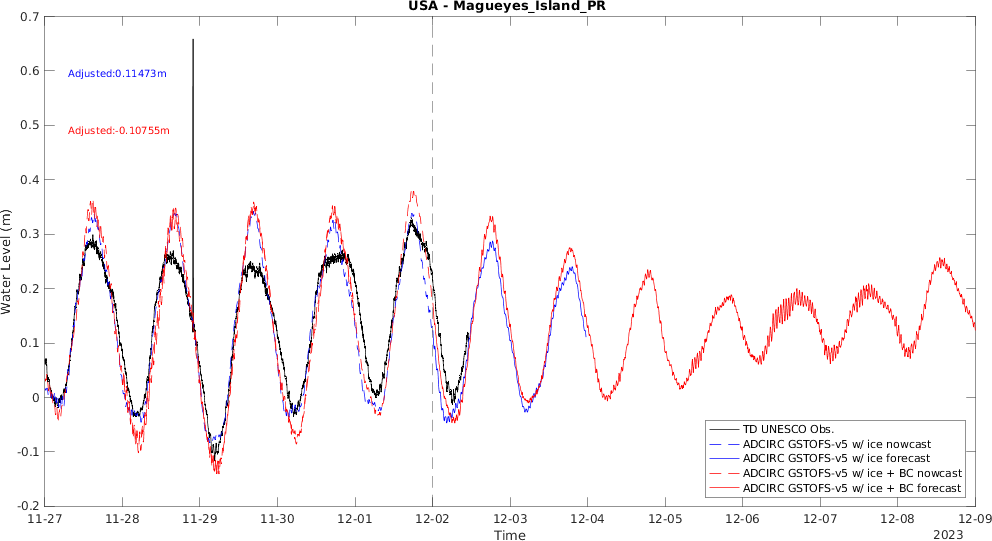 USA - Magueyes_Island_PR
0.7
0.6
0.5
0.4
0.3
0.2
0.1
0
-0.1
-0.2
Water Level (m)
Adjusted:0.11473m
Adjusted:-0.10755m
TD UNESCO Obs.
ADCIRC GSTOFS-v5 w/ ice nowcast
ADCIRC GSTOFS-v5 w/ ice forecast
ADCIRC GSTOFS-v5 w/ ice + BC nowcast
ADCIRC GSTOFS-v5 w/ ice + BC forecast
11-27 11-28 11-29 11-30 12-01 12-02 12-03 12-04 12-05 12-06 12-07 12-08 12-09
Time
2023